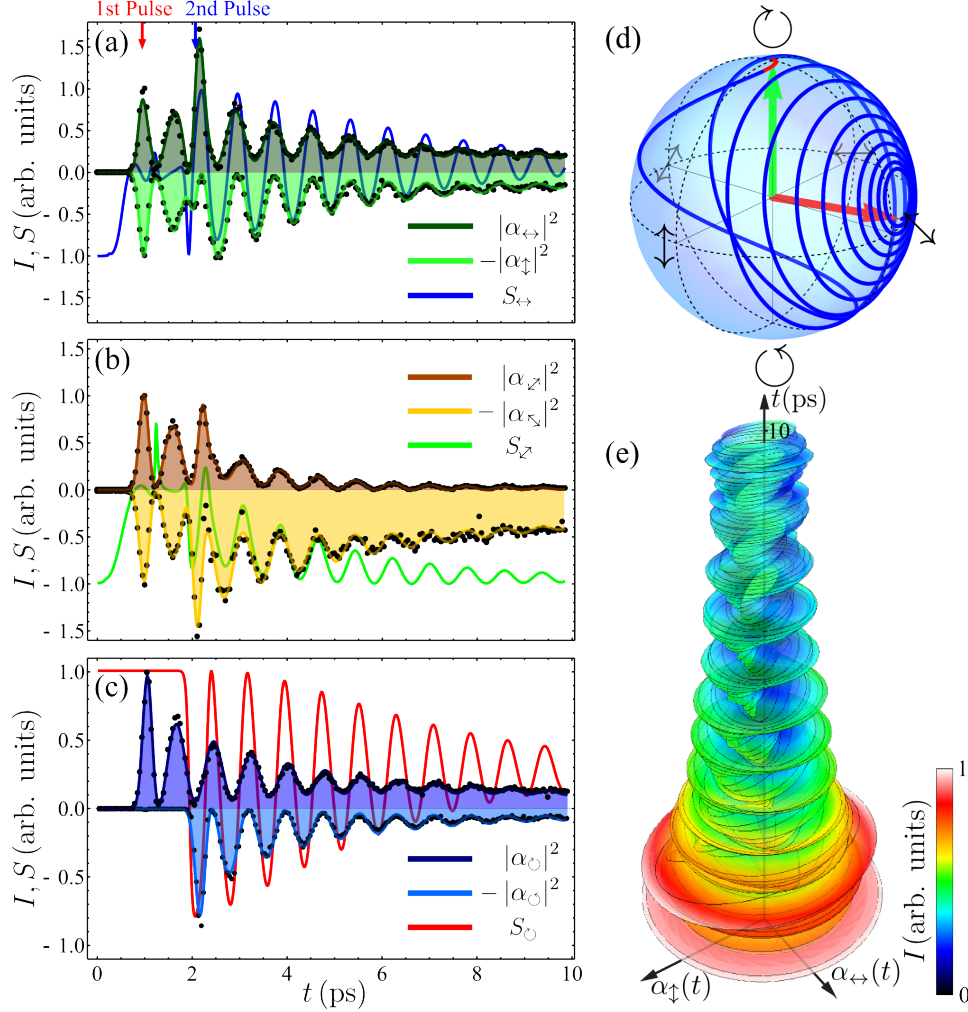 1st Pulse 2nd Pulse
(a)
1.5
1.0
0.5
0.0
- 0.5
- 1.0
- 1.5
I, S (arb. units)
|α↔|²
−|α↕|²
S↔
(b)
1.5
1.0
0.5
0.0
- 0.5
- 1.0
- 1.5
I, S (arb. units)
|α⤢|²
−|α⤡|²
S⤢
(c)
1.0
0.5
0.0
- 0.5
- 1.0
I, S (arb. units)
|α↻|²
−|α↺|²
S↻
0 2 4 6 8 10
t (ps)
(d)
(e)
t(ps)
10
α↕(t)
α↔(t)
I (arb. units)
1
0